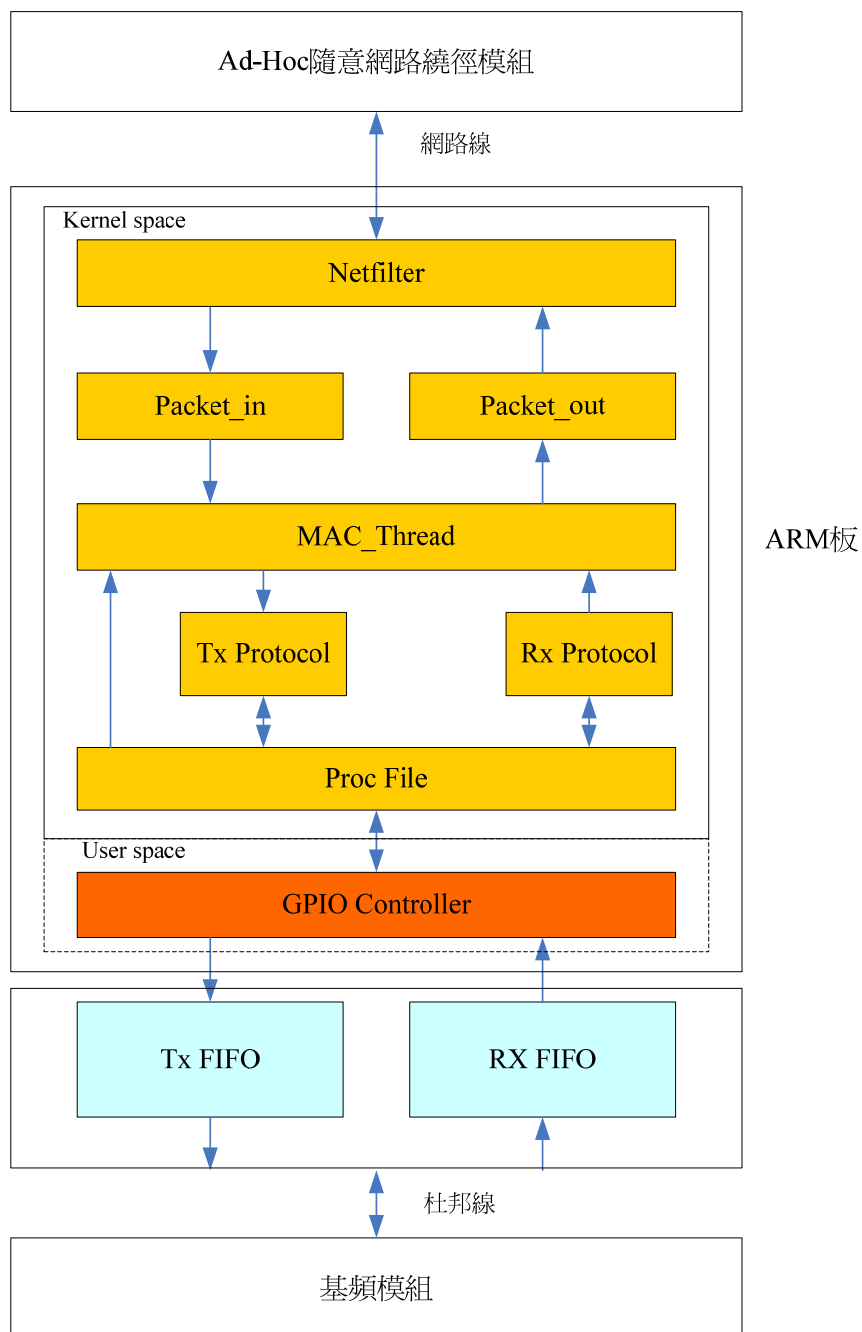 Ad-Hoc隨意網路繞徑模組
網路線
Kernel space
Netfilter
Packet_in
Packet_out
MAC_Thread
ARM板
Tx Protocol
Rx Protocol
Proc File
User space
GPIO Controller
Tx FIFO
RX FIFO
杜邦線
基頻模組